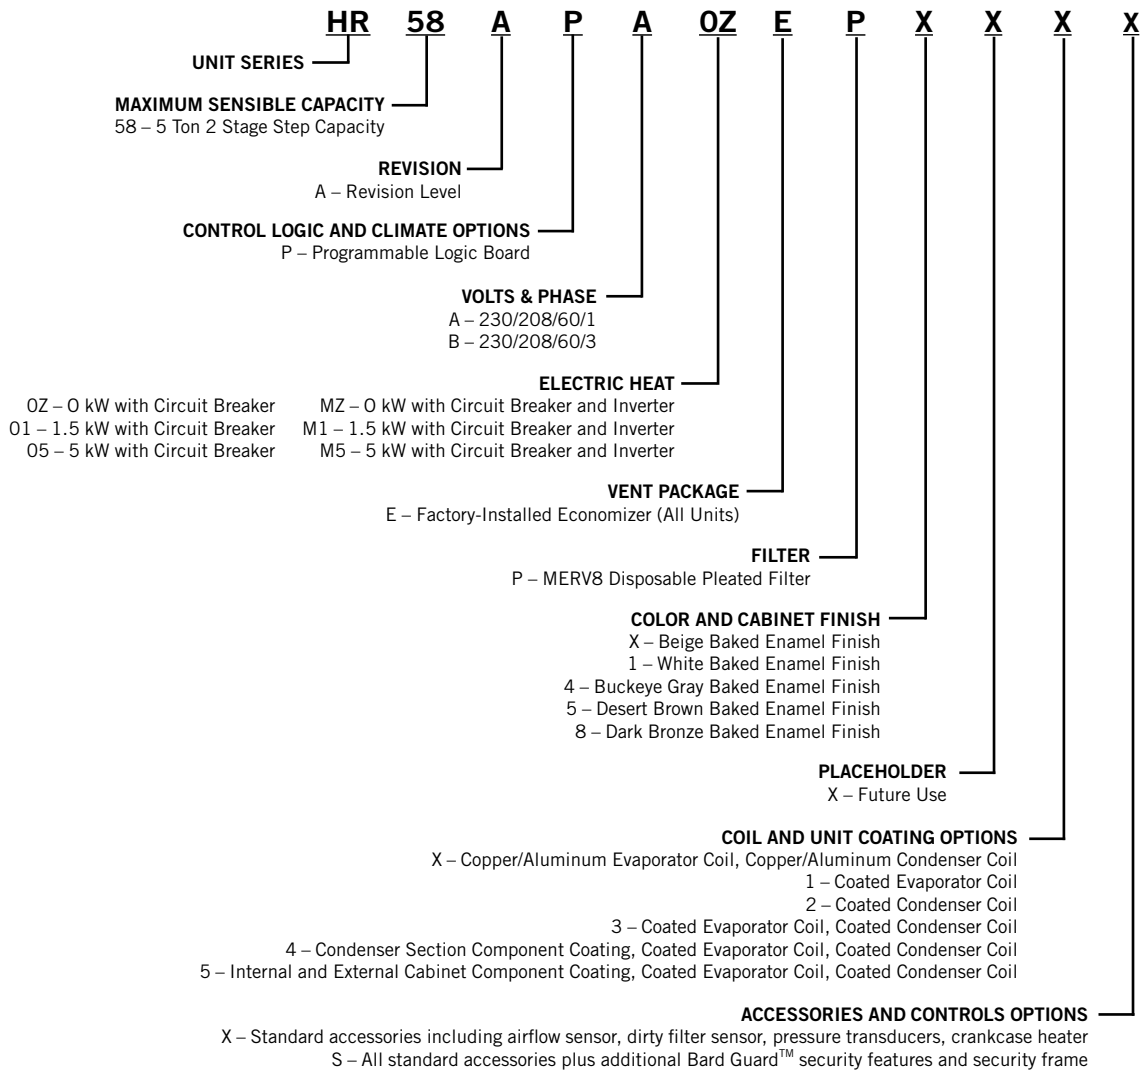 HR 58 A P A 0Z E P X X X X
UNIT SERIES
MAXIMUM SENSIBLE CAPACITY
58 – 5 Ton 2 Stage Step Capacity
REVISION
A – Revision Level
CONTROL LOGIC AND CLIMATE OPTIONS
P – Programmable Logic Board
VOLTS & PHASE
A – 230/208/60/1
B – 230/208/60/3
ELECTRIC HEAT
0Z – 0 kW with Circuit Breaker MZ – 0 kW with Circuit Breaker and Inverter
01 – 1.5 kW with Circuit Breaker M1 – 1.5 kW with Circuit Breaker and Inverter
05 – 5 kW with Circuit Breaker M5 – 5 kW with Circuit Breaker and Inverter
VENT PACKAGE
E – Factory-Installed Economizer (All Units)
FILTER
P – MERV8 Disposable Pleated Filter
COLOR AND CABINET FINISH
X – Beige Baked Enamel Finish
1 – White Baked Enamel Finish
4 – Buckeye Gray Baked Enamel Finish
5 – Desert Brown Baked Enamel Finish
8 – Dark Bronze Baked Enamel Finish
PLACEHOLDER
X – Future Use
COIL AND UNIT COATING OPTIONS
X – Copper/Aluminum Evaporator Coil, Copper/Aluminum Condenser Coil
1 – Coated Evaporator Coil
2 – Coated Condenser Coil
3 – Coated Evaporator Coil, Coated Condenser Coil
4 – Condenser Section Component Coating, Coated Evaporator Coil, Coated Condenser Coil
5 – Internal and External Cabinet Component Coating, Coated Evaporator Coil, Coated Condenser Coil
ACCESSORIES AND CONTROLS OPTIONS
X – Standard accessories including airflow sensor, dirty filter sensor, pressure transducers, crankcase heater
S – All standard accessories plus additional Bard Guard™ security features and security frame